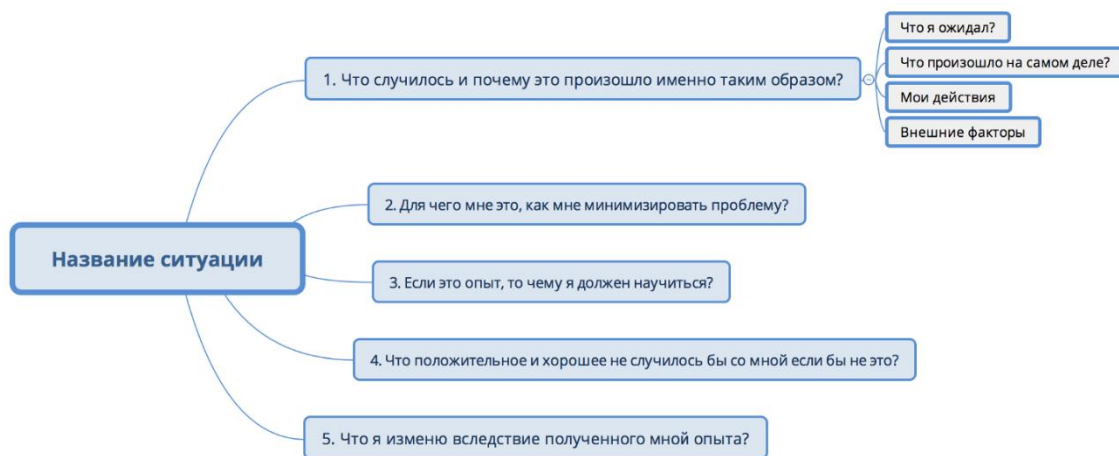 Название ситуации
1. Что случилось и почему это произошло именно таким образом?
Что я ожидал?
Что произошло на самом деле?
Мои действия
Внешние факторы
2. Для чего мне это, как мне минимизировать проблему?
3. Если это опыт, то чему я должен научиться?
4. Что положительное и хорошее не случилось бы со мной если бы не это?
5. Что я изменю вследствие полученного мной опыта?